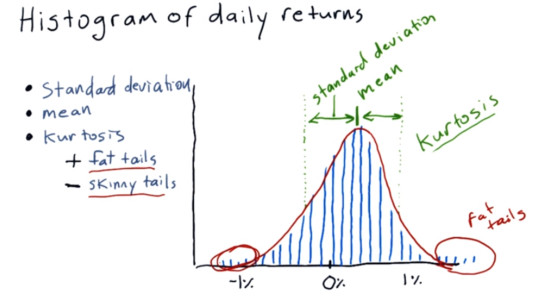 Histogram of daily returns
• Standard deviation
• mean
• Kurtosis
+ fat tails
− skinny tails
standard deviation
mean
Kurtosis
fat
tails
-1% 0% 1%